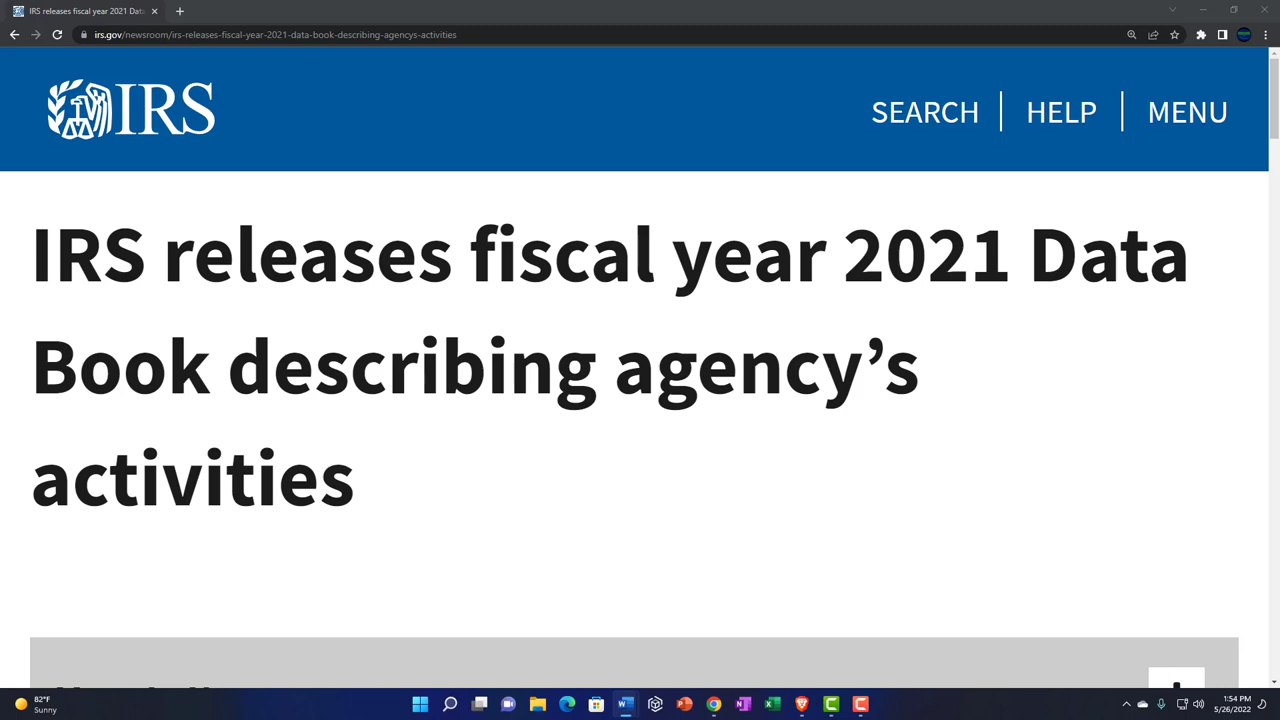 IRS releases fiscal year 2021 Dat
irs.gov/newsroom/irs-releases-fiscal-year-2021-data-book-describing-agencys-activities
IRS
SEARCH
HELP
MENU
IRS releases fiscal year 2021 Data
Book describing agency’s
activities
82°F
Sunny
1:54 PM
5/26/2022